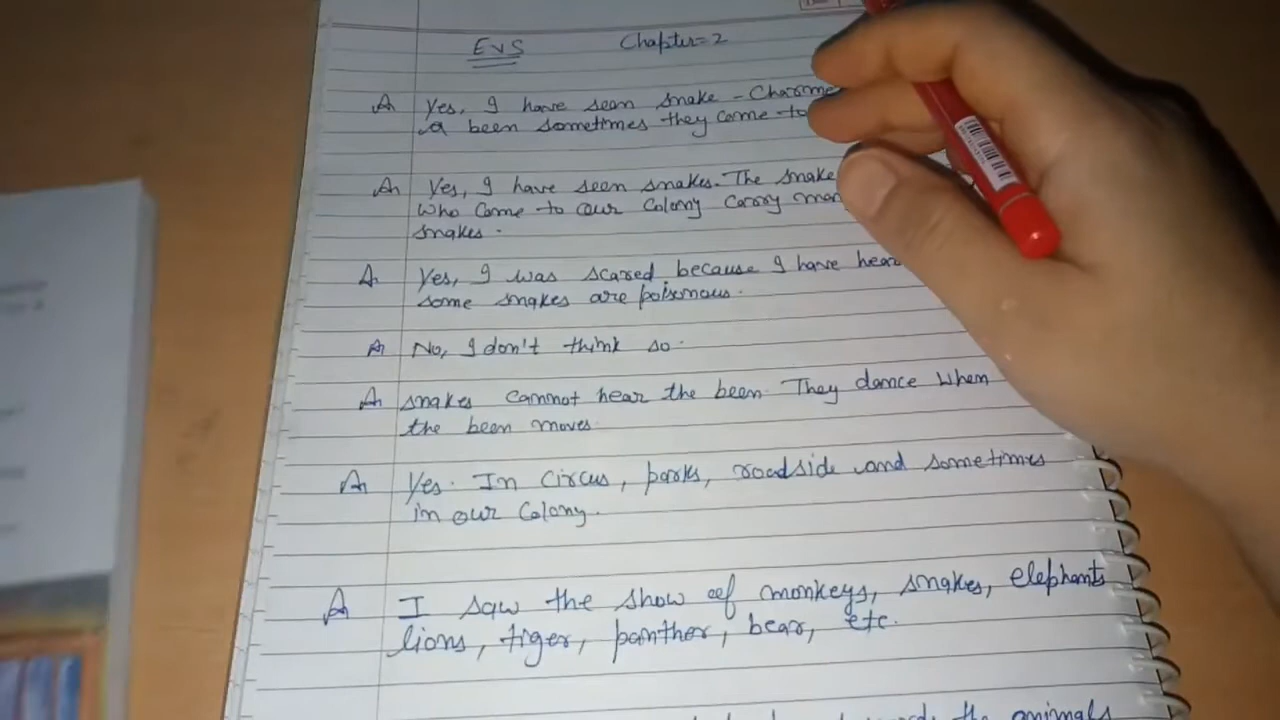 EVS Chapter=2
A Yes, I have seen snake - Charme
a been sometimes they come to
A Yes, I have seen snakes. The snake
who come to our colony carry man
snakes.
A Yes, I was scared because I have hear
some snakes are poisonous.
A No, I don't think so.
A snakes cannot hear the been. They dance when
the been moves.
A Yes. In circus, parks, roadside and sometimes
in our colony.
A I saw the show of monkeys, snakes, elephants
lions, tiger, panther, bear, etc.
the animals